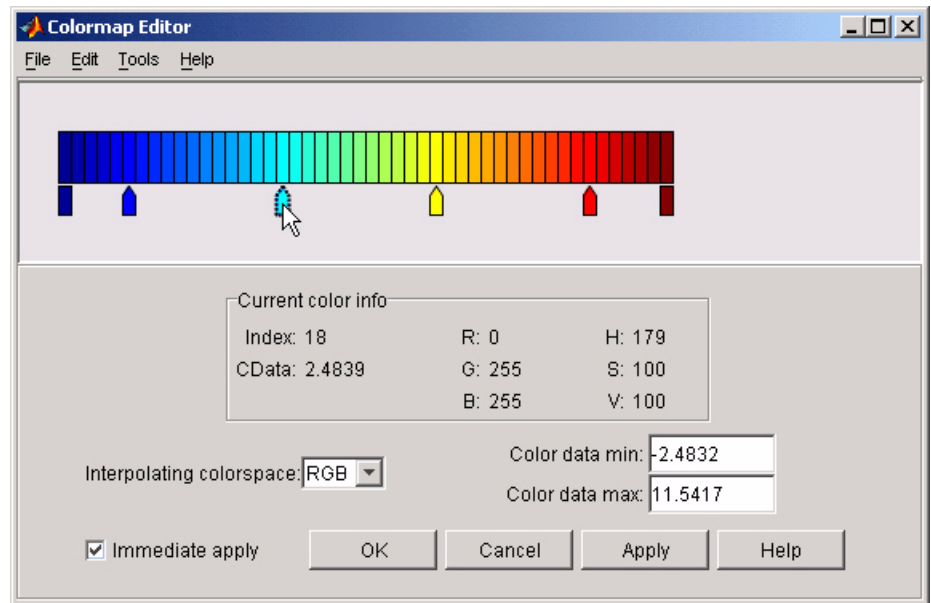 Colormap Editor
File Edit Tools Help
Current color info
Index: 18 R: 0 H: 179
CData: 2.4839 G: 255 S: 100
B: 255 V: 100
Color data min: -2.4832
Interpolating colorspace: RGB
Color data max: 11.5417
Immediate apply OK Cancel Apply Help